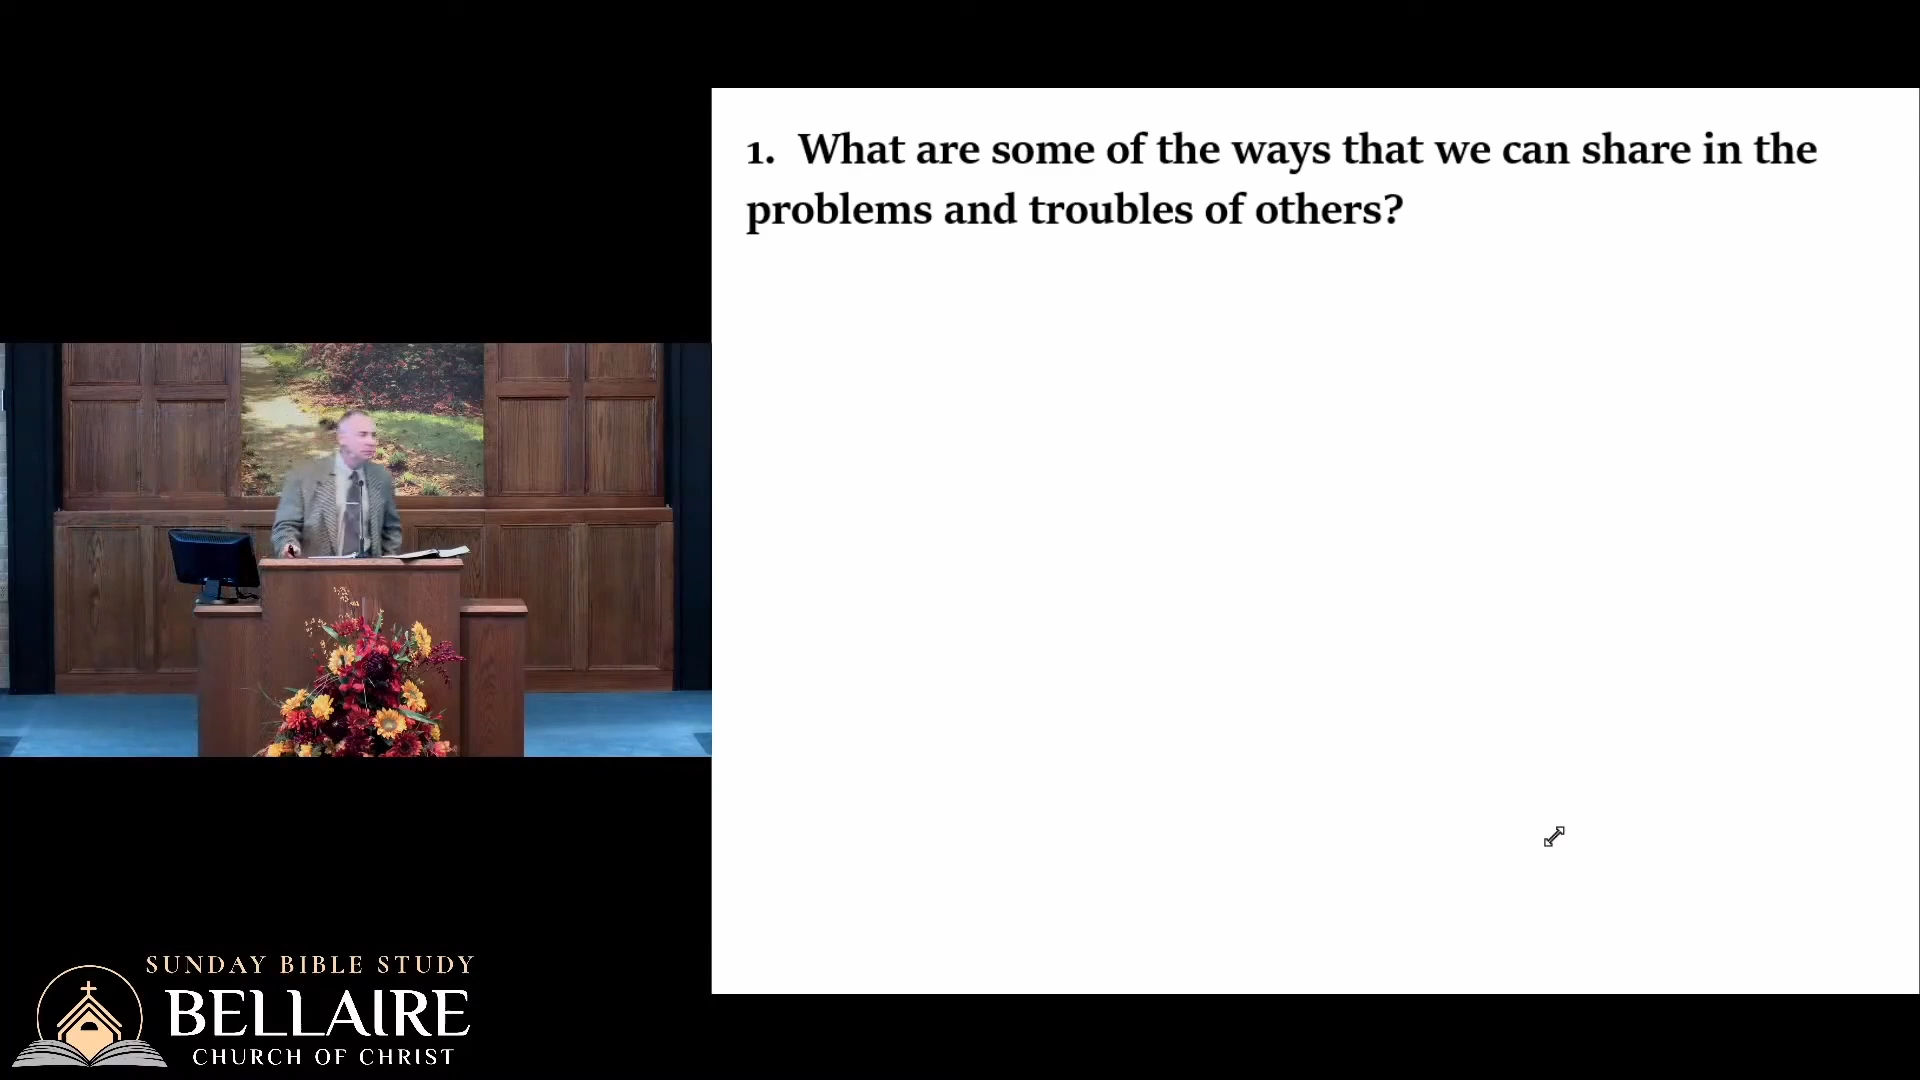 1. What are some of the ways that we can share in the
problems and troubles of others?
SUNDAY BIBLE STUDY
BELLAIRE
CHURCH OF CHRIST